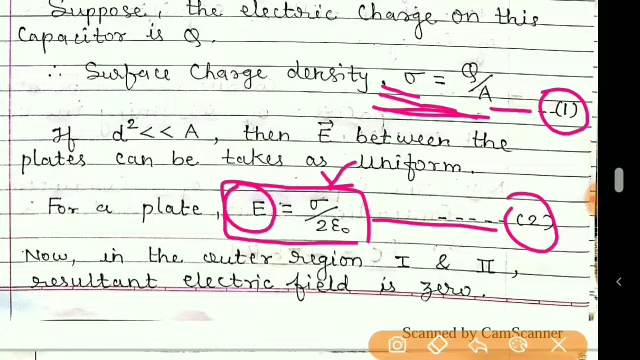 Suppose, the electric charge on this
Capacitor is Q.
∴ Surface Charge density, σ = Q/A ---- (1)
If d² << A, then E⃗ between the
plates can be takes as uniform.
∴ For a plate, E = σ/2ε₀ ------ (2)
Now, in the outer region I & II,
resultant electric field is zero.
Scanned by CamScanner